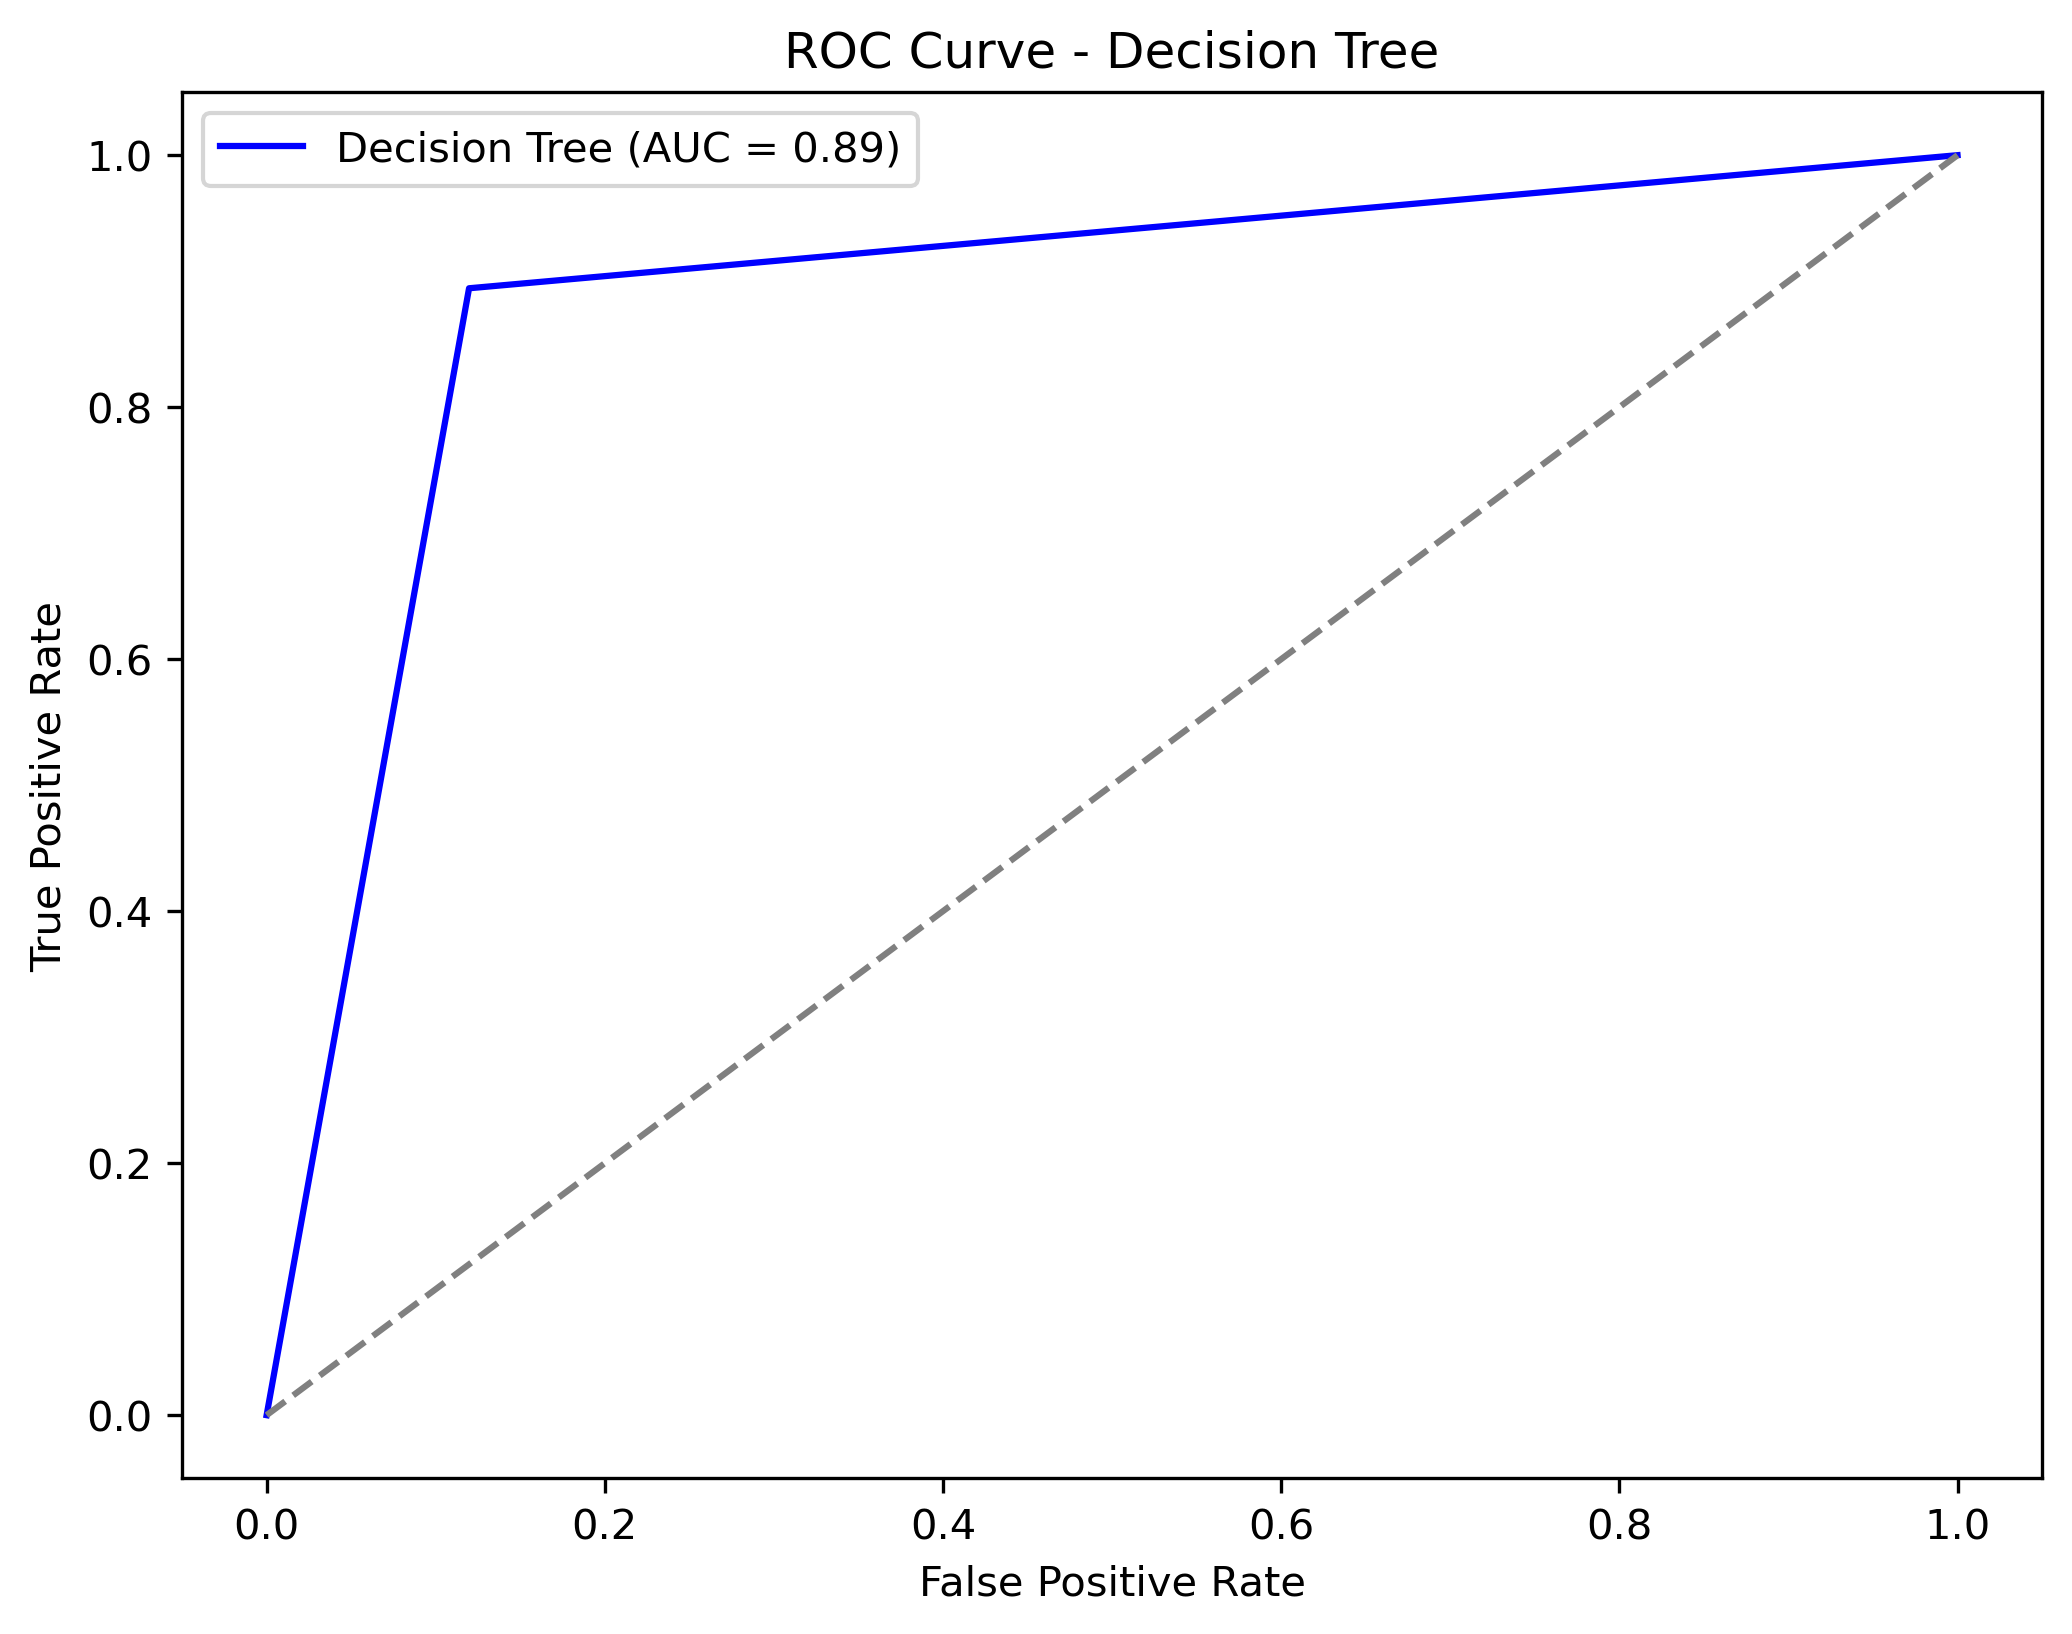 ROC Curve - Decision Tree
Decision Tree (AUC = 0.89)
1.0
0.8
0.6
0.4
0.2
0.0
True Positive Rate
0.0 0.2 0.4 0.6 0.8 1.0
False Positive Rate